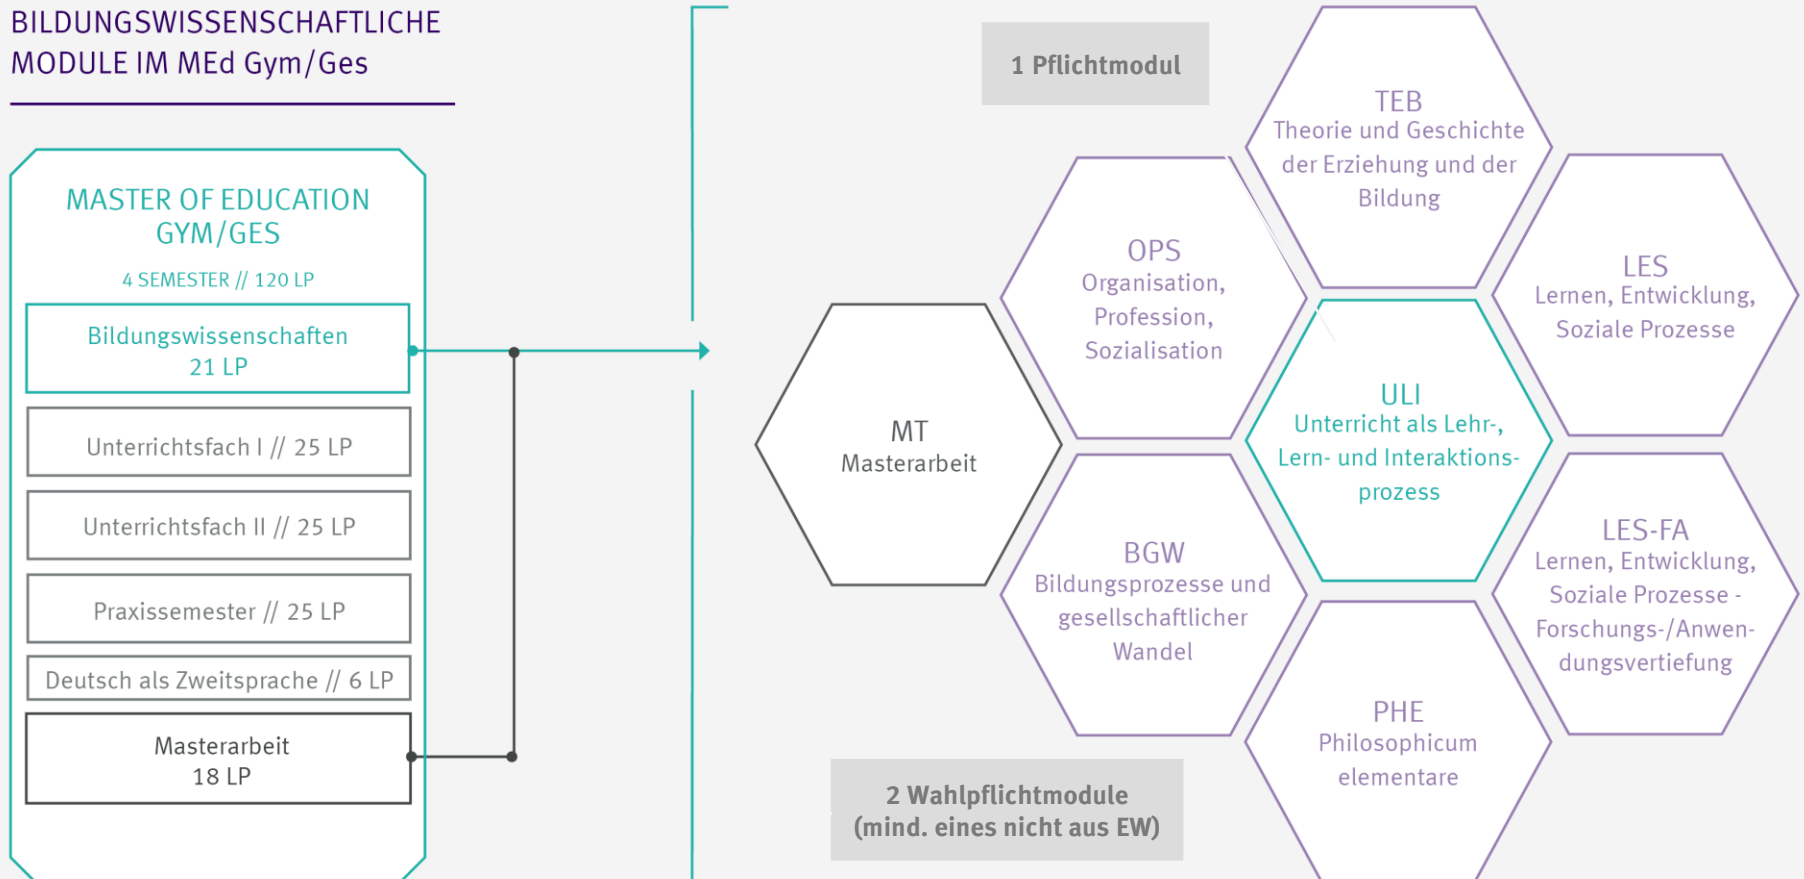 BILDUNGSWISSENSCHAFTLICHE
MODULE IM MEd Gym/Ges
MASTER OF EDUCATION
GYM/GES
4 SEMESTER // 120 LP
Bildungswissenschaften
21 LP
Unterrichtsfach I // 25 LP
Unterrichtsfach II // 25 LP
Praxissemester // 25 LP
Deutsch als Zweitsprache // 6 LP
Masterarbeit
18 LP
1 Pflichtmodul
TEB
Theorie und Geschichte
der Erziehung und der
Bildung
OPS
Organisation,
Profession,
Sozialisation
LES
Lernen, Entwicklung,
Soziale Prozesse
MT
Masterarbeit
ULI
Unterricht als Lehr-,
Lern- und Interaktions-
prozess
BGW
Bildungsprozesse und
gesellschaftlicher
Wandel
LES-FA
Lernen, Entwicklung,
Soziale Prozesse -
Forschungs-/Anwen-
dungsvertiefung
PHE
Philosophicum
elementare
2 Wahlpflichtmodule
(mind. eines nicht aus EW)